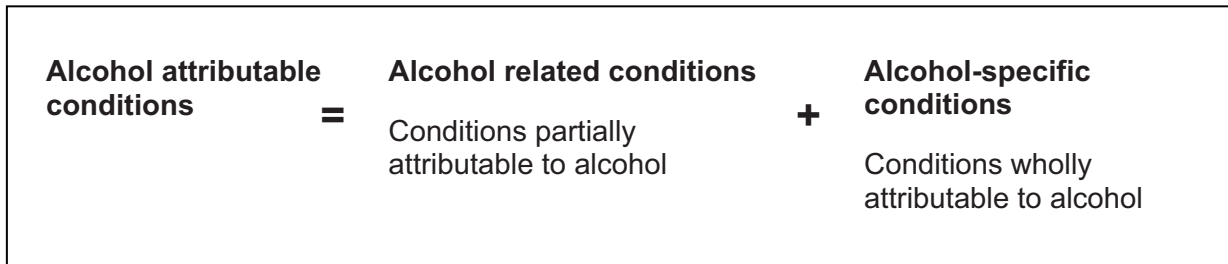 Alcohol attributable
conditions
=
Alcohol related conditions
Conditions partially
attributable to alcohol
+
Alcohol-specific
conditions
Conditions wholly
attributable to alcohol